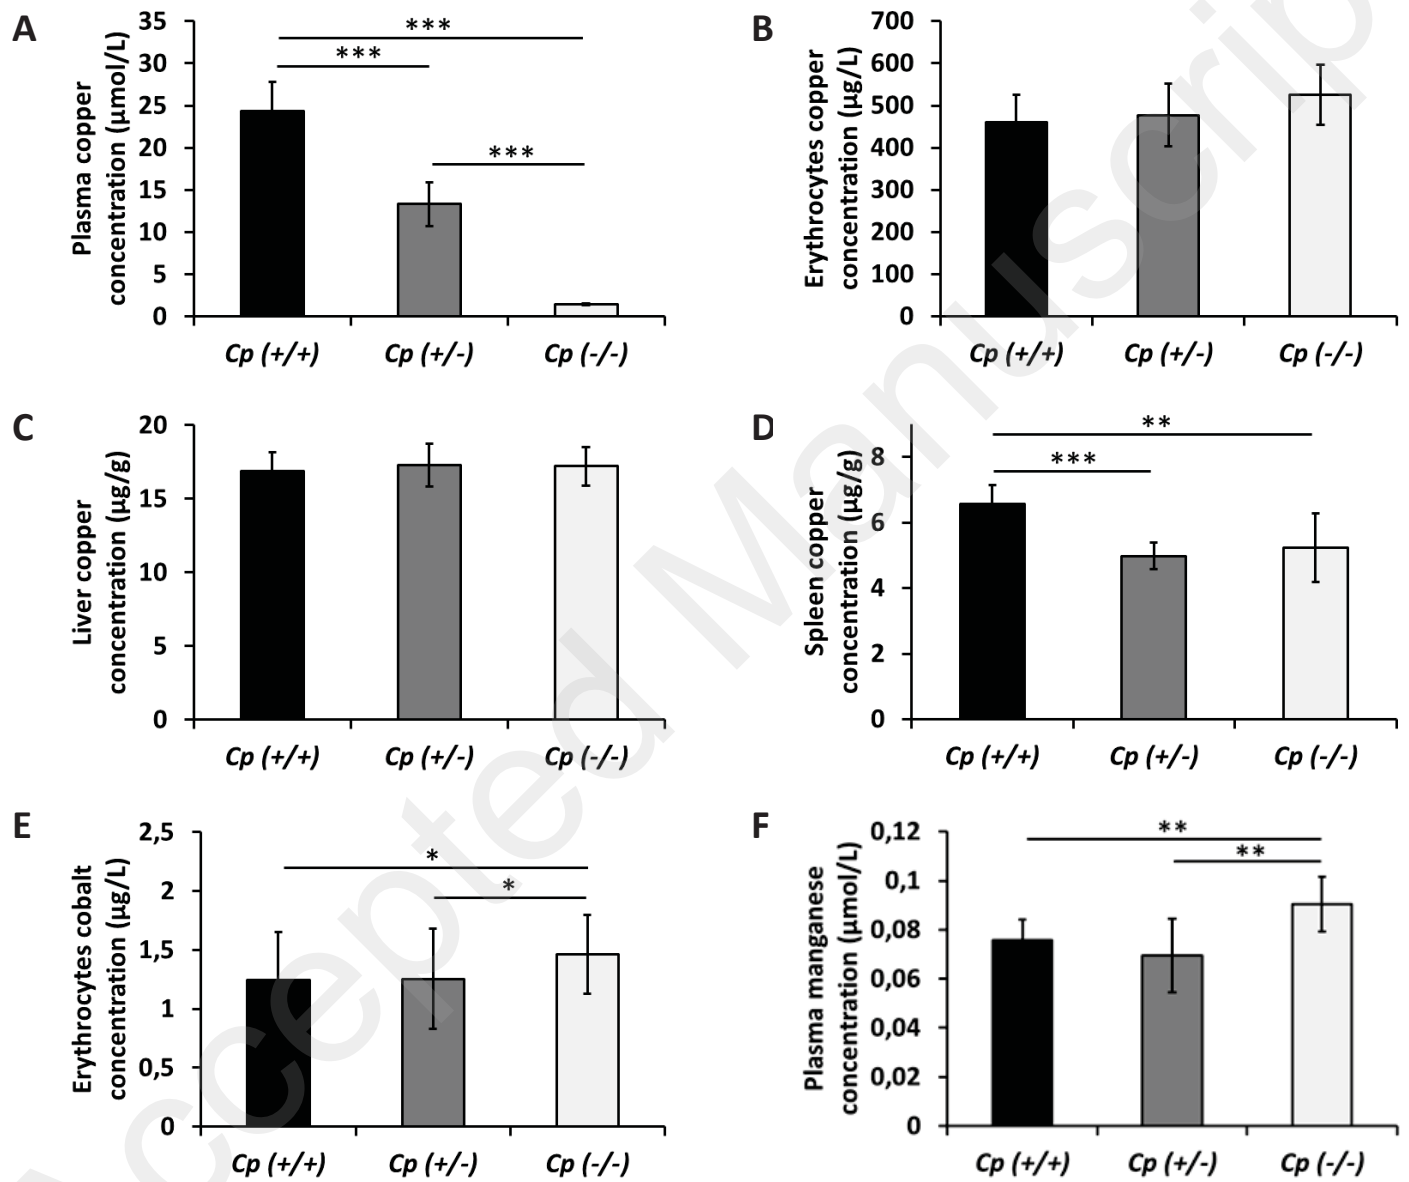 A
Plasma copper
concentration (µmol/L)
35
30
25
20
15
10
5
0
***
***
***
Cp (+/+)
Cp (+/-)
Cp (-/-)
B
Erythrocytes copper
concentration (µg/L)
700
600
500
400
300
200
100
0
Cp (+/+)
Cp (+/-)
Cp (-/-)
C
Liver copper
concentration (µg/g)
20
15
10
5
0
Cp (+/+)
Cp (+/-)
Cp (-/-)
D
Spleen copper
concentration (µg/g)
8
6
4
2
0
**
***
Cp (+/+)
Cp (+/-)
Cp (-/-)
E
Erythrocytes cobalt
concentration (µg/L)
2,5
2
1,5
1
0,5
0
*
*
Cp (+/+)
Cp (+/-)
Cp (-/-)
F
Plasma manganese
concentration (µmol/L)
0,12
0,1
0,08
0,06
0,04
0,02
0
**
**
Cp (+/+)
Cp (+/-)
Cp (-/-)
Accepted Manuscrip